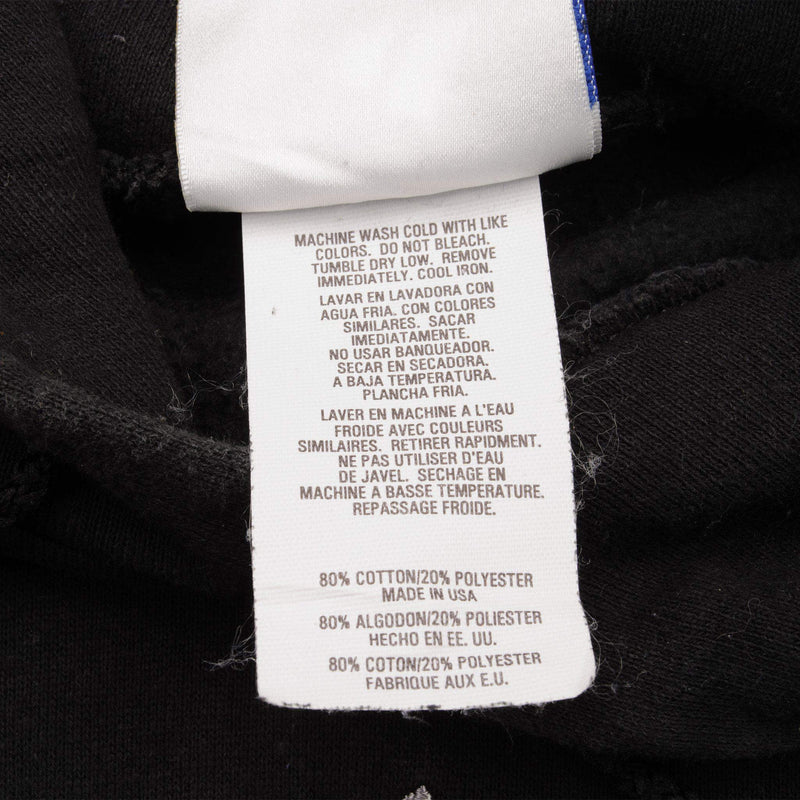 MACHINE WASH COLD WITH LIKE
COLORS. DO NOT BLEACH.
TUMBLE DRY LOW. REMOVE
IMMEDIATELY. COOL IRON.
LAVAR EN LAVADORA CON
AGUA FRIA. CON COLORES
SIMILARES. SACAR
IMEDIATAMENTE.
NO USAR BANQUEADOR.
SECAR EN SECADORA.
A BAJA TEMPERATURA.
PLANCHA FRIA.
LAVER EN MACHINE A L'EAU
FROIDE AVEC COULEURS
SIMILAIRES. RETIRER RAPIDMENT.
NE PAS UTILISER D'EAU
DE JAVEL. SECHAGE EN
MACHINE A BASSE TEMPERATURE.
REPASSAGE FROIDE.
80% COTTON/20% POLYESTER
MADE IN USA
80% ALGODON/20% POLIESTER
HECHO EN EE. UU.
80% COTON/20% POLYESTER
FABRIQUE AUX E.U.